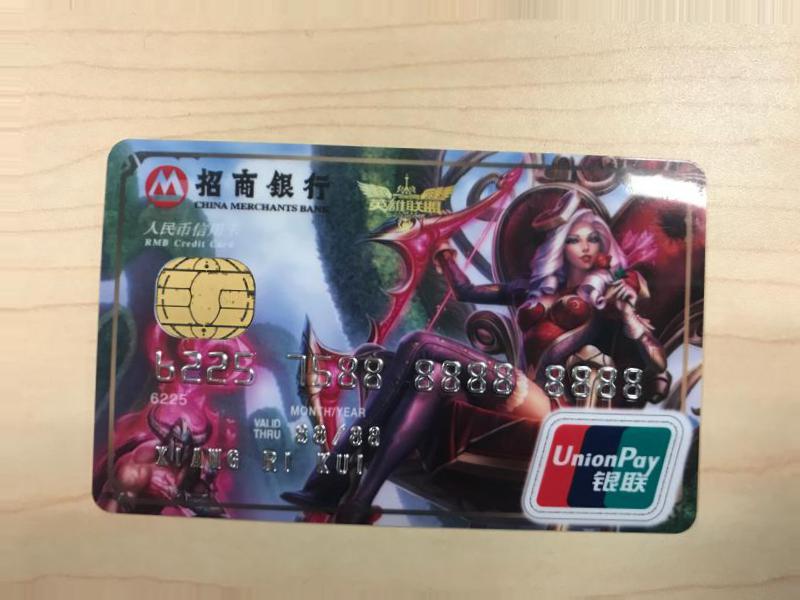 招商銀行
CHINA MERCHANTS BANK
英雄联盟
人民币信用卡
RMB Credit Card
6225 7588 8888 8888
6225
MONTH/YEAR
VALID THRU 88/88
XIANG RI KUI
UnionPay
银联